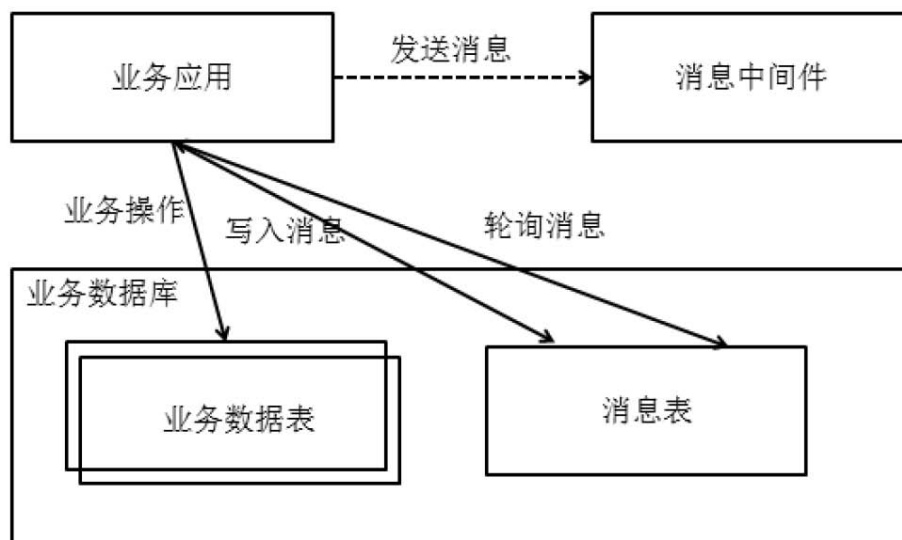 业务应用
发送消息
消息中间件
业务操作
写入消息
轮询消息
业务数据库
业务数据表
消息表